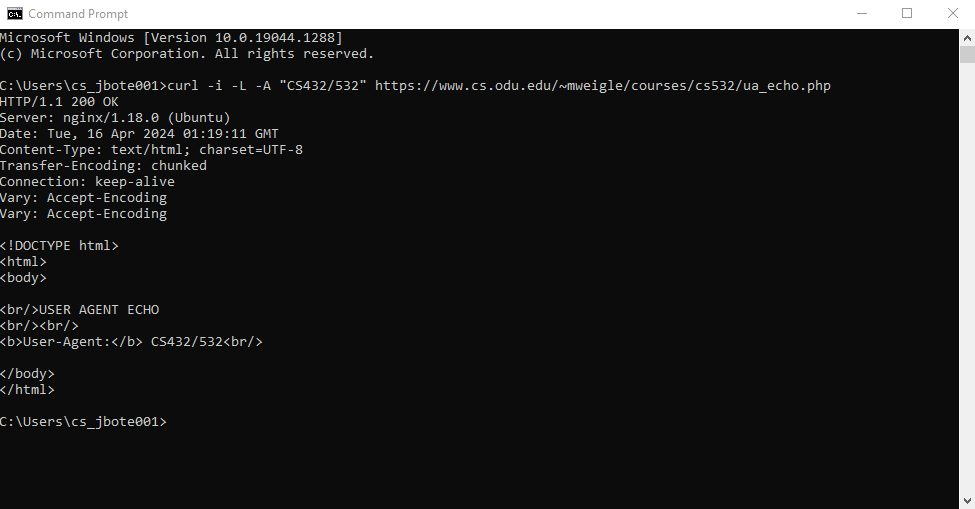 Command Prompt
Microsoft Windows [Version 10.0.19044.1288]
(c) Microsoft Corporation. All rights reserved.
C:\Users\cs_jbote001>curl -i -L -A "CS432/532" https://www.cs.odu.edu/~mweigle/courses/cs532/ua_echo.php
HTTP/1.1 200 OK
Server: nginx/1.18.0 (Ubuntu)
Date: Tue, 16 Apr 2024 01:19:11 GMT
Content-Type: text/html; charset=UTF-8
Transfer-Encoding: chunked
Connection: keep-alive
Vary: Accept-Encoding
Vary: Accept-Encoding
<!DOCTYPE html>
<html>
<body>
<br/>USER AGENT ECHO
<br/><br/>
<b>User-Agent:</b> CS432/532<br/>
</body>
</html>
C:\Users\cs_jbote001>